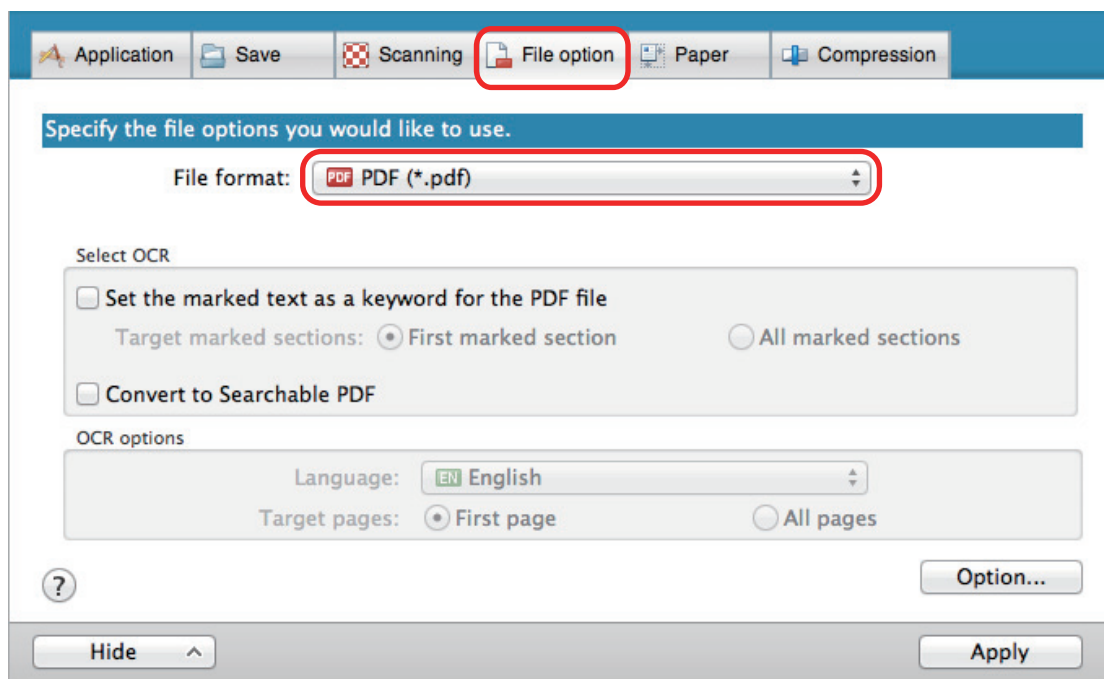 Application Save Scanning File option Paper Compression
Specify the file options you would like to use.
File format: PDF PDF (*.pdf)
Select OCR
Set the marked text as a keyword for the PDF file
Target marked sections: First marked section All marked sections
Convert to Searchable PDF
OCR options
Language: EN English
Target pages: First page All pages
? Option...
Hide Apply